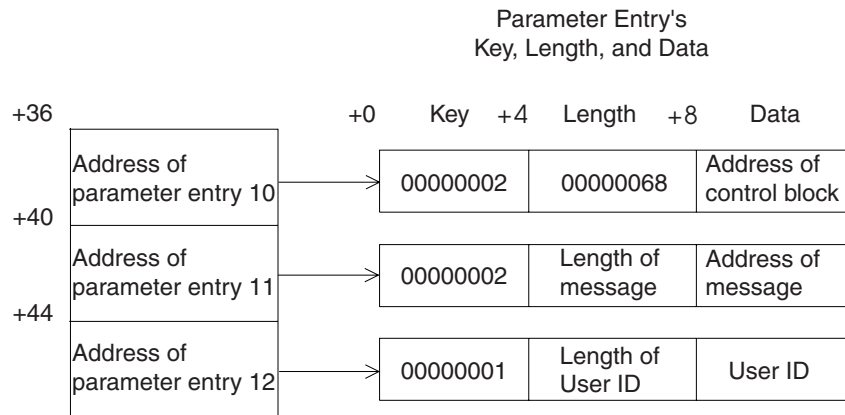 Parameter Entry's
Key, Length, and Data
+36
+0 Key +4 Length +8 Data
Address of
parameter entry 10
00000002
00000068
Address of
control block
+40
Address of
parameter entry 11
00000002
Length of
message
Address of
message
+44
Address of
parameter entry 12
00000001
Length of
User ID
User ID